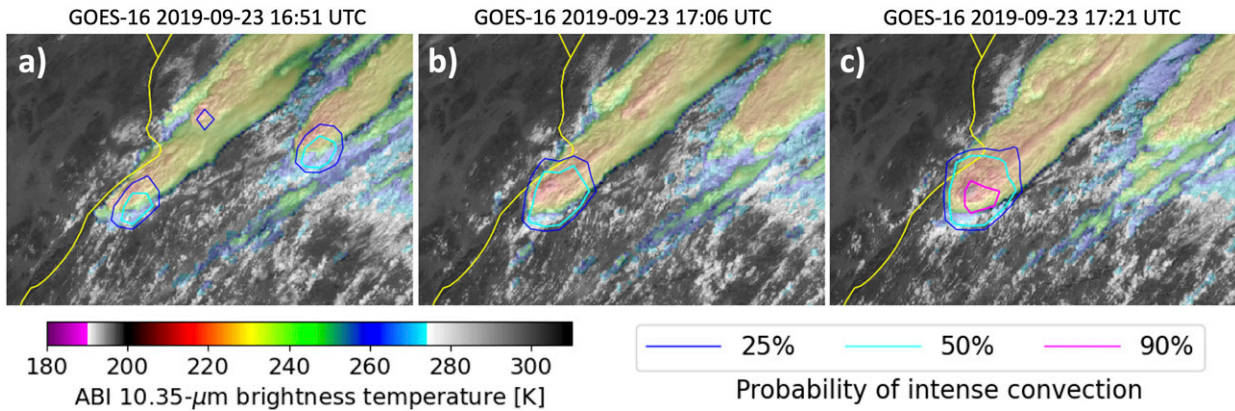 GOES-16 2019-09-23 16:51 UTC
GOES-16 2019-09-23 17:06 UTC
GOES-16 2019-09-23 17:21 UTC
a)
b)
c)
180 200 220 240 260 280 300
ABI 10.35-μm brightness temperature [K]
25% 50% 90%
Probability of intense convection